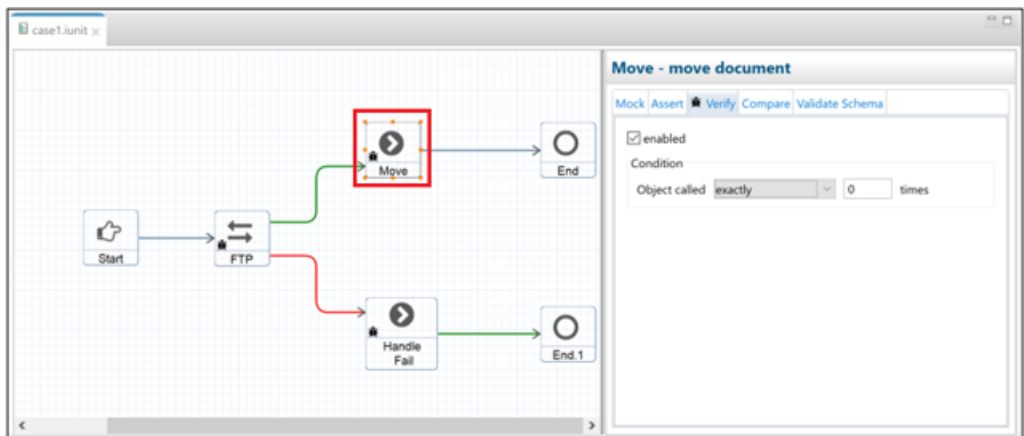 case1.iunit
Move - move document
Mock Assert Verify Compare Validate Schema
enabled
Condition
Object called exactly 0 times
Move
End
Start
FTP
Handle
Fail
End.1